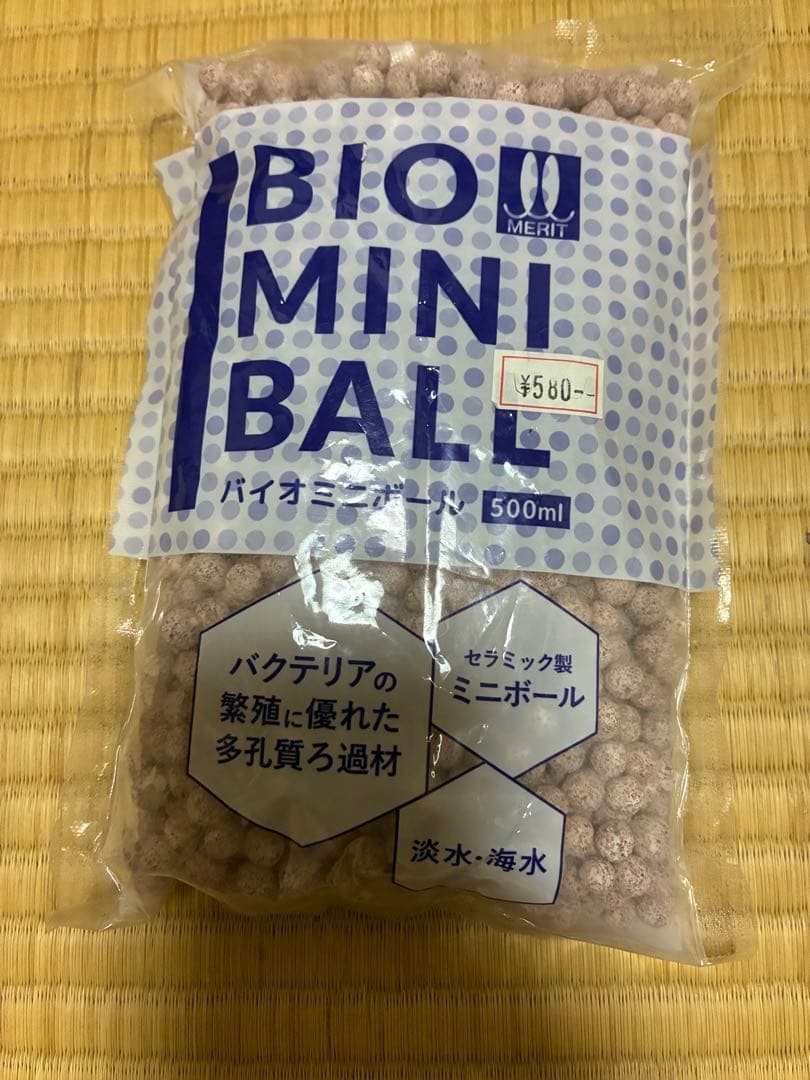 BIO
MERIT
MINI
BALL
¥580--
バイオミニボール 500ml
バクテリアの
繁殖に優れた
多孔質ろ過材
セラミック製
ミニボール
淡水・海水